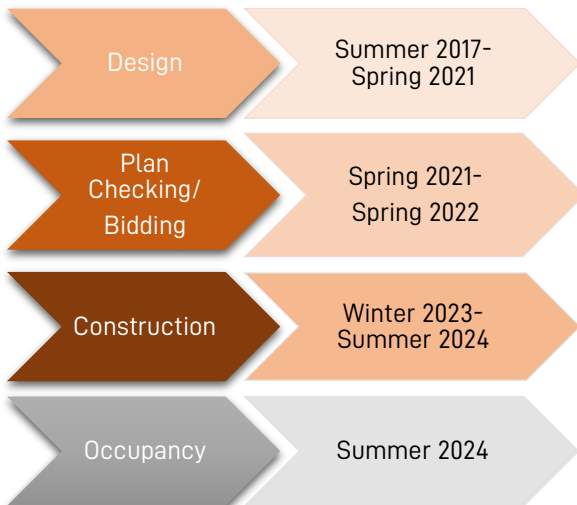 Design
Summer 2017-
Spring 2021
Plan
Checking/
Bidding
Spring 2021-
Spring 2022
Construction
Winter 2023-
Summer 2024
Occupancy
Summer 2024